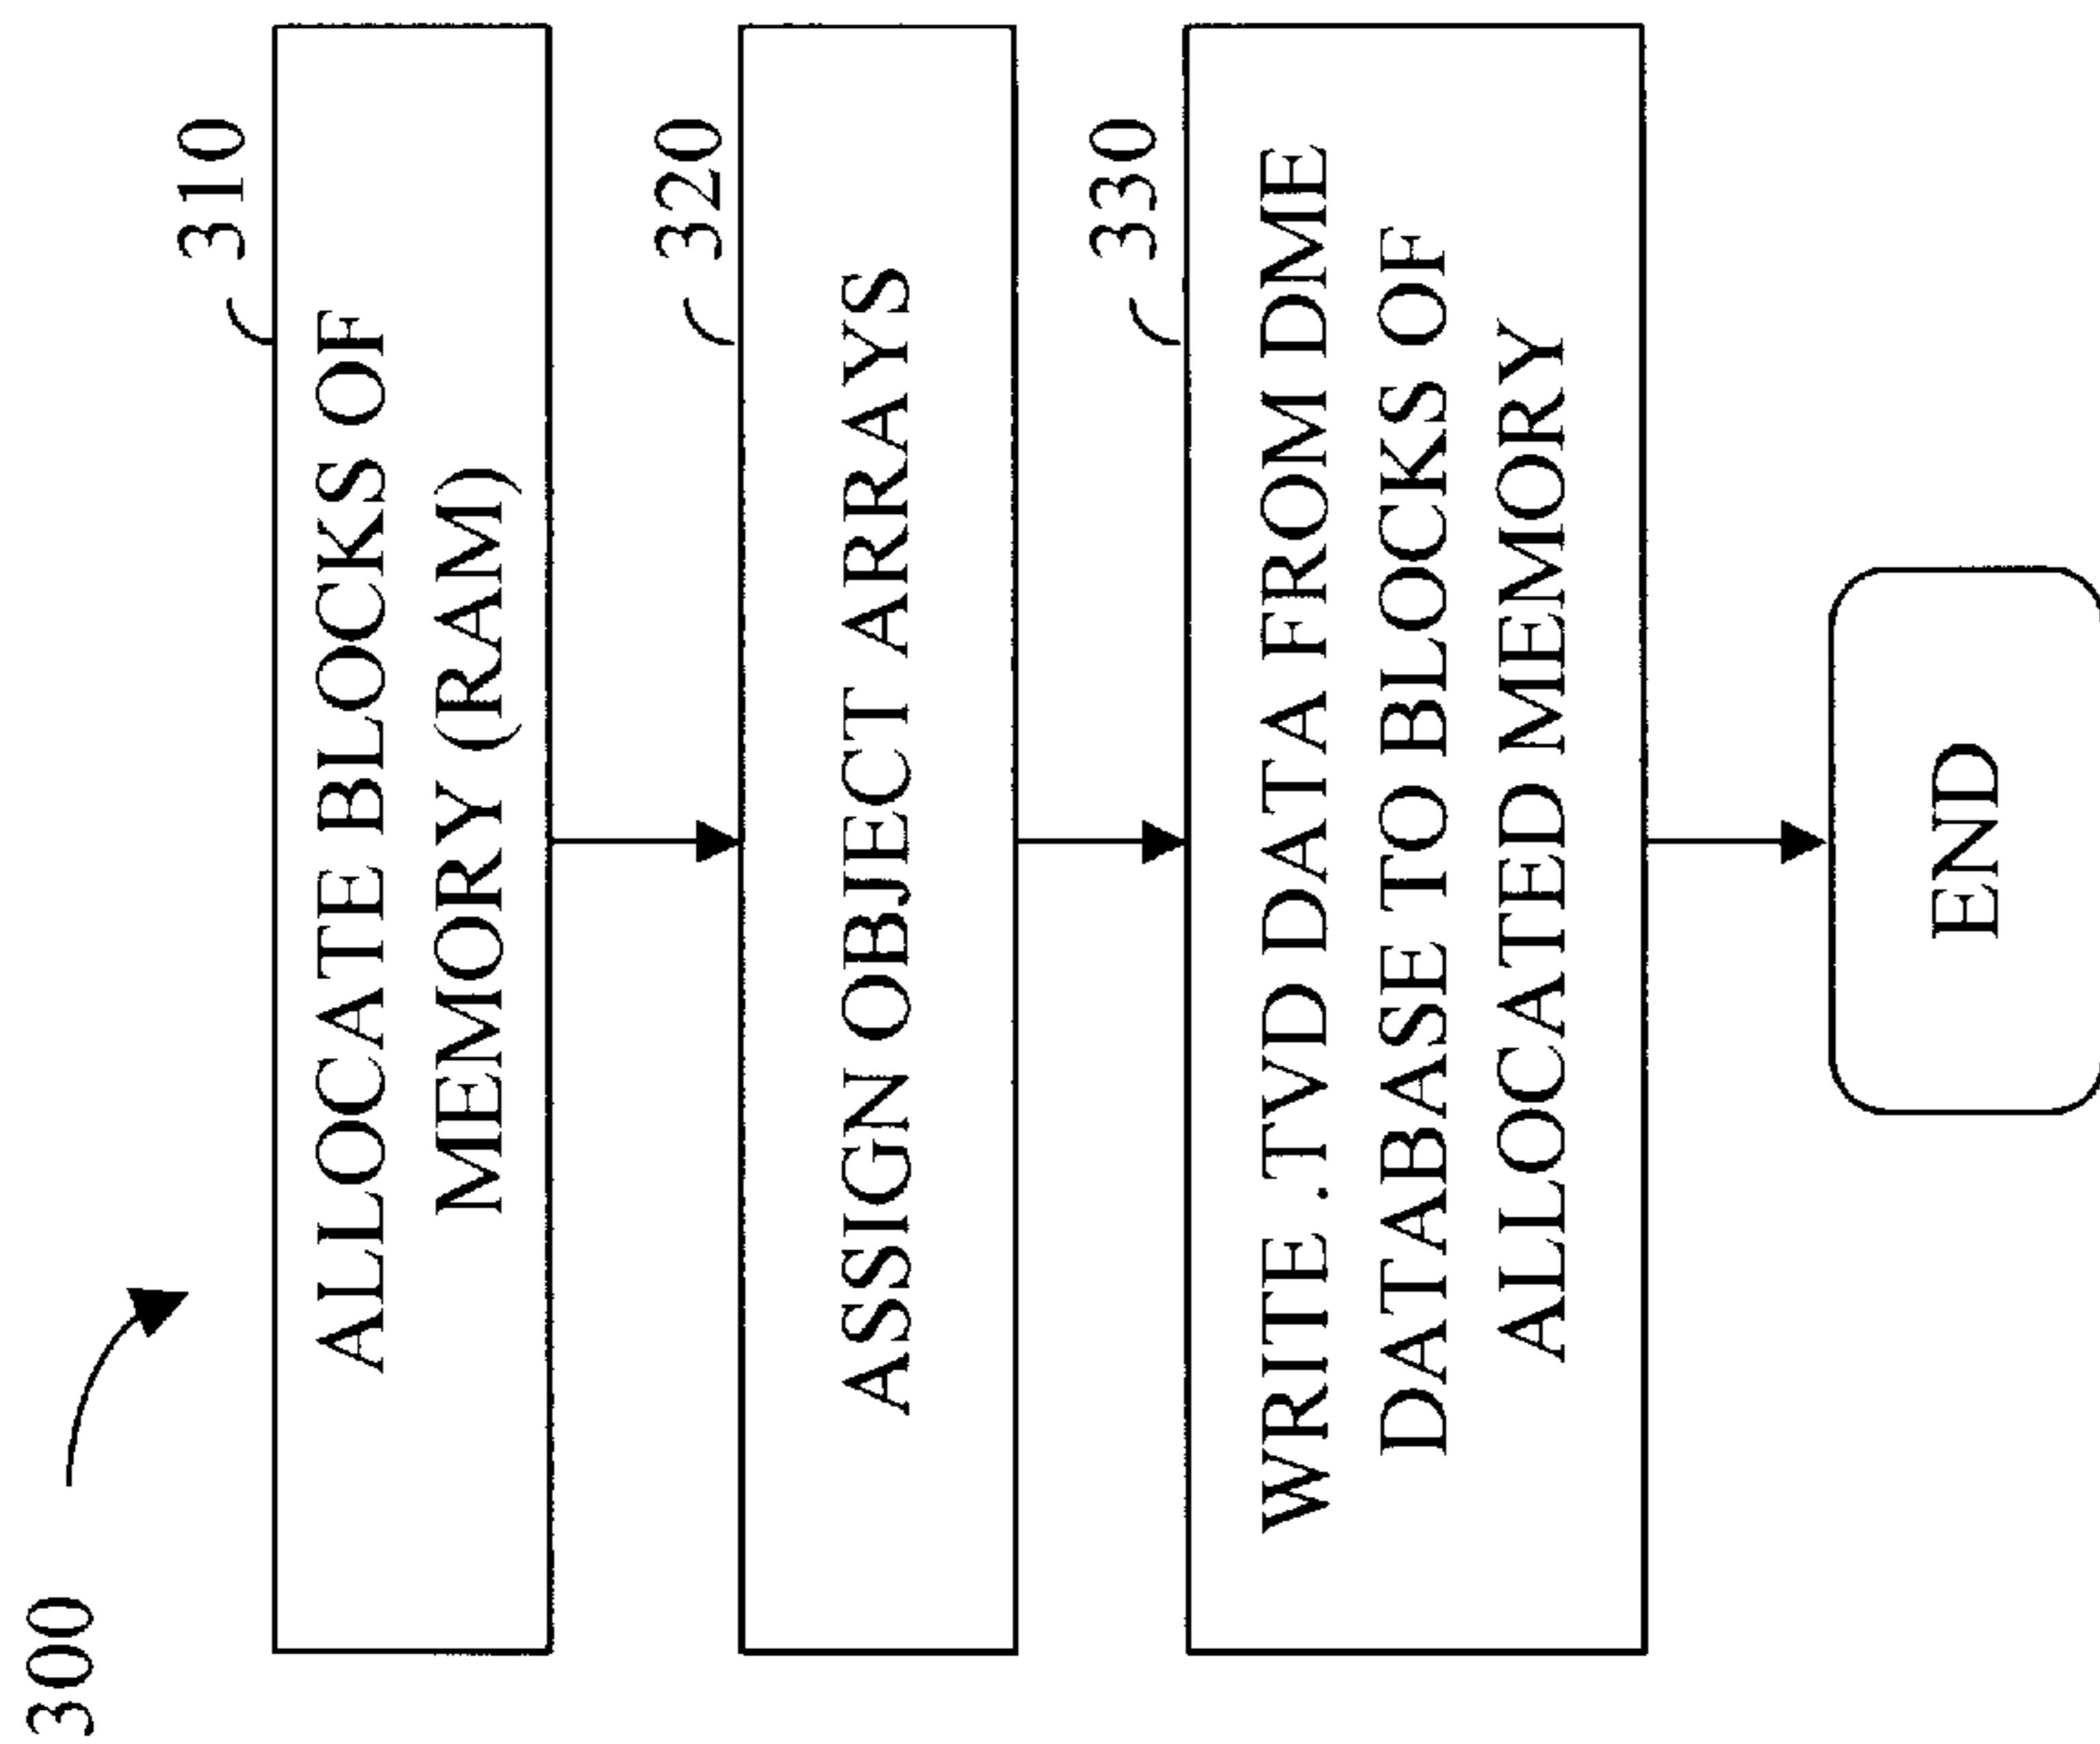 300
310
ALLOCATE BLOCKS OF
MEMORY (RAM)
320
ASSIGN OBJECT ARRAYS
330
WRITE .TVD DATA FROM DME
DATABASE TO BLOCKS OF
ALLOCATED MEMORY
END